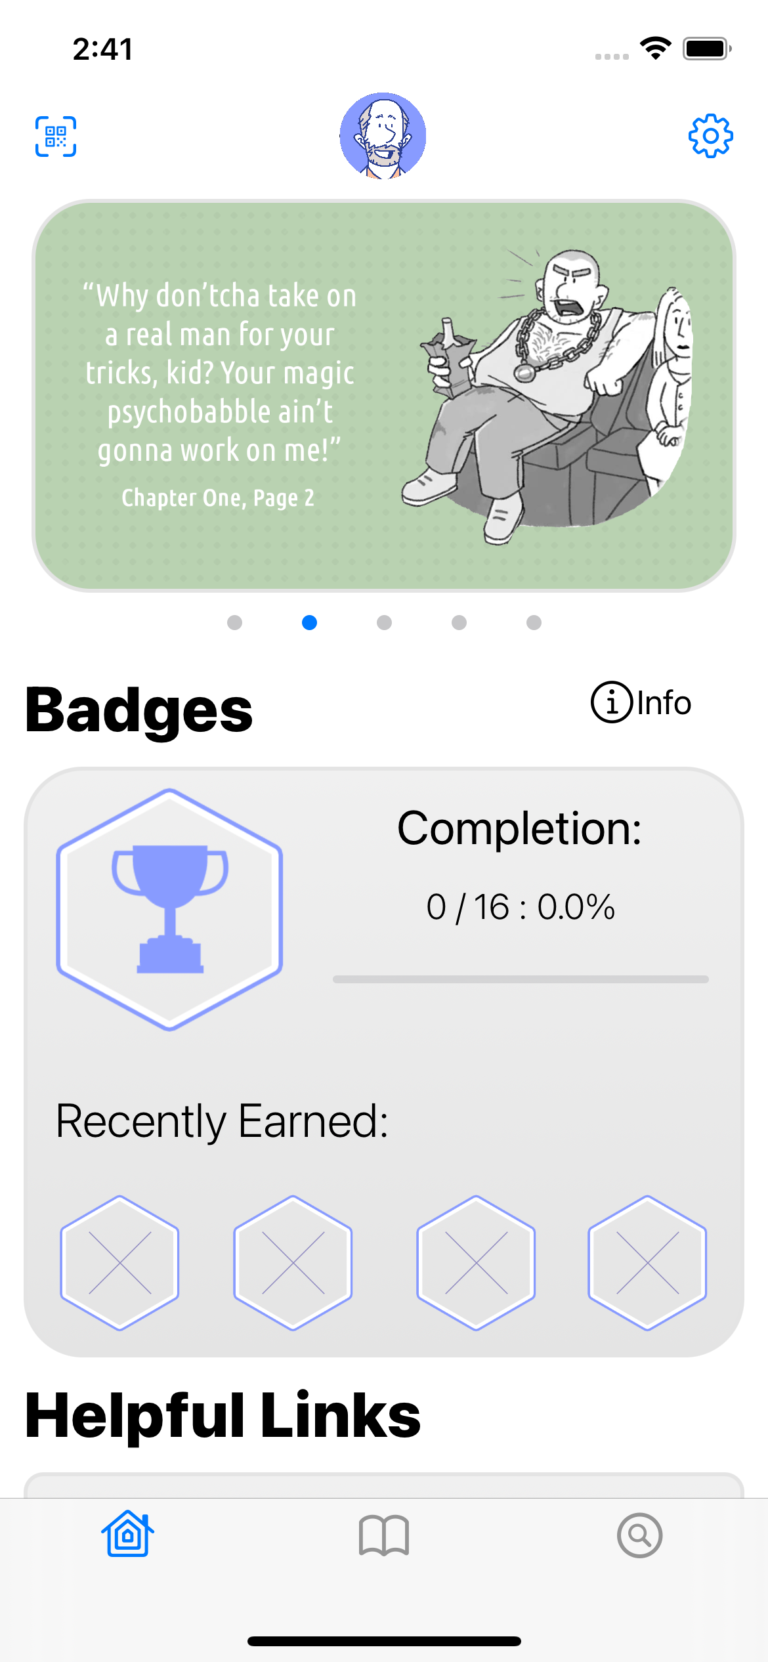 2:41
“Why don’tcha take on
a real man for your
tricks, kid? Your magic
psychobabble ain’t
gonna work on me!”
Chapter One, Page 2
Badges
Info
Completion:
0 / 16 : 0.0%
Recently Earned:
Helpful Links